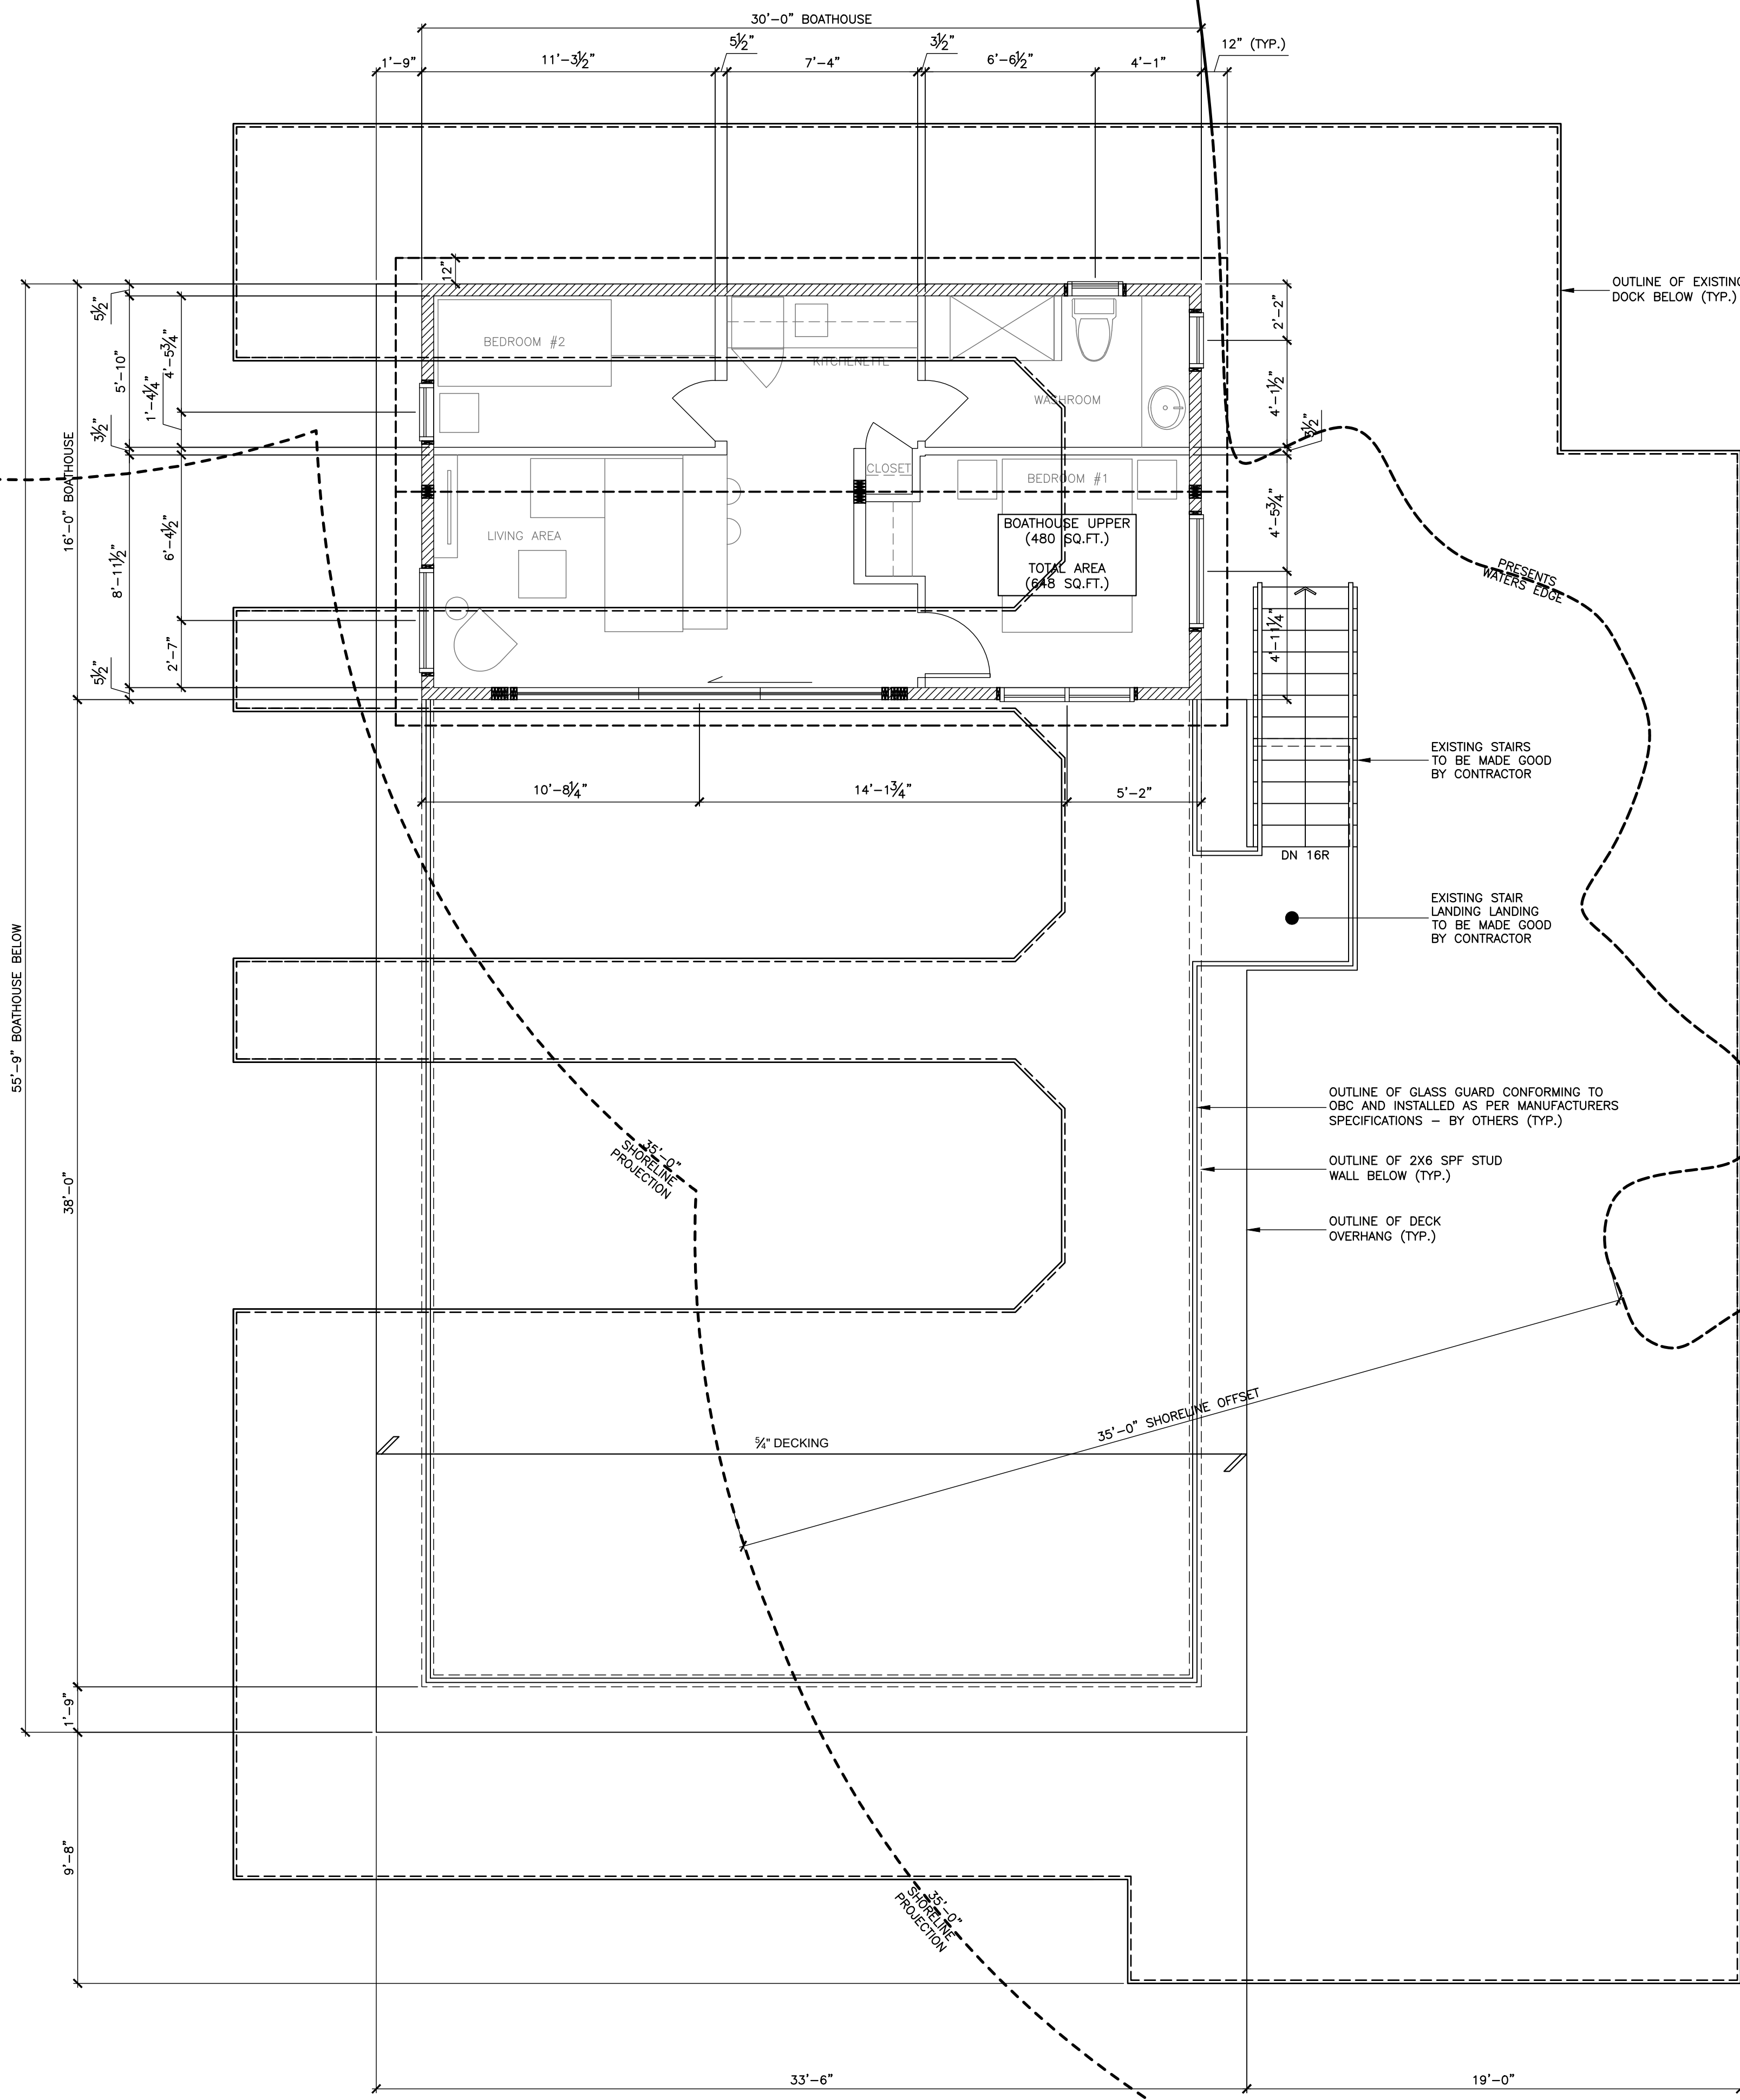 30'-0" BOATHOUSE
1'-9"
11'-3½"
5½"
7'-4"
3½"
6'-6½"
4'-1"
12" (TYP.)
12"
OUTLINE OF EXISTING
DOCK BELOW (TYP.)
5½"
5'-10"
3½"
8'-11½"
5½"
4'-5¾"
1'-4¼"
6'-4½"
2'-7"
16'-0" BOATHOUSE
55'-9" BOATHOUSE BELOW
38'-0"
1'-9"
9'-8"
BEDROOM #2
KITCHENETTE
WASHROOM
CLOSET
BEDROOM #1
LIVING AREA
BOATHOUSE UPPER
(480 SQ.FT.)
TOTAL AREA
(648 SQ.FT.)
2'-2"
4'-1½"
5½"
4'-5¾"
4'-11¼"
PRESENTS
WATERS EDGE
10'-8¼"
14'-1¾"
5'-2"
EXISTING STAIRS
TO BE MADE GOOD
BY CONTRACTOR
DN 16R
EXISTING STAIR
LANDING LANDING
TO BE MADE GOOD
BY CONTRACTOR
OUTLINE OF GLASS GUARD CONFORMING TO
OBC AND INSTALLED AS PER MANUFACTURERS
SPECIFICATIONS – BY OTHERS (TYP.)
35'-0"
SHORELINE
PROJECTION
OUTLINE OF 2X6 SPF STUD
WALL BELOW (TYP.)
OUTLINE OF DECK
OVERHANG (TYP.)
35'-0" SHORELINE OFFSET
5/4" DECKING
35'-0"
SHORELINE
PROJECTION
33'-6"
19'-0"